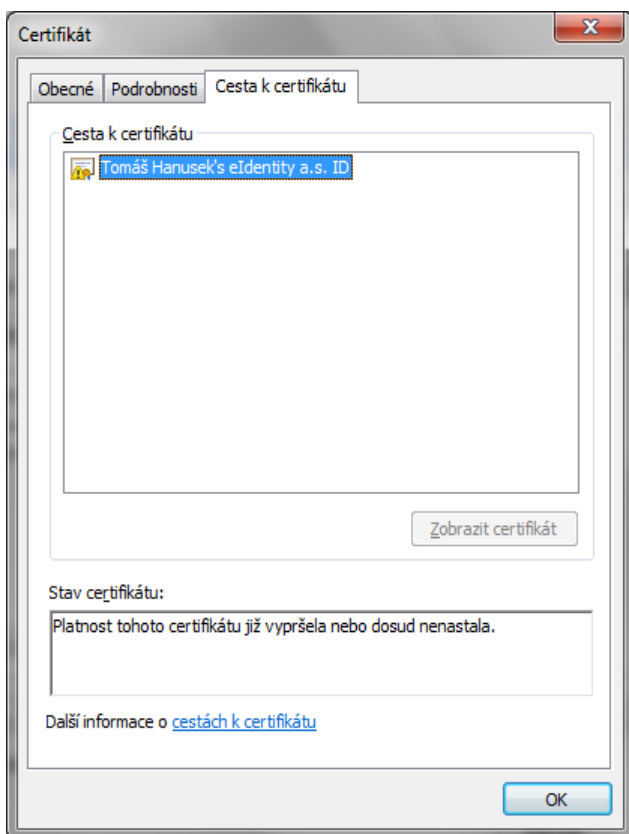 Certifikát
Obecné Podrobnosti Cesta k certifikátu
Cesta k certifikátu
Tomáš Hanusek's eIdentity a.s. ID
Zobrazit certifikát
Stav certifikátu:
Platnost tohoto certifikátu již vypršela nebo dosud nenastala.
Další informace o cestách k certifikátu
OK